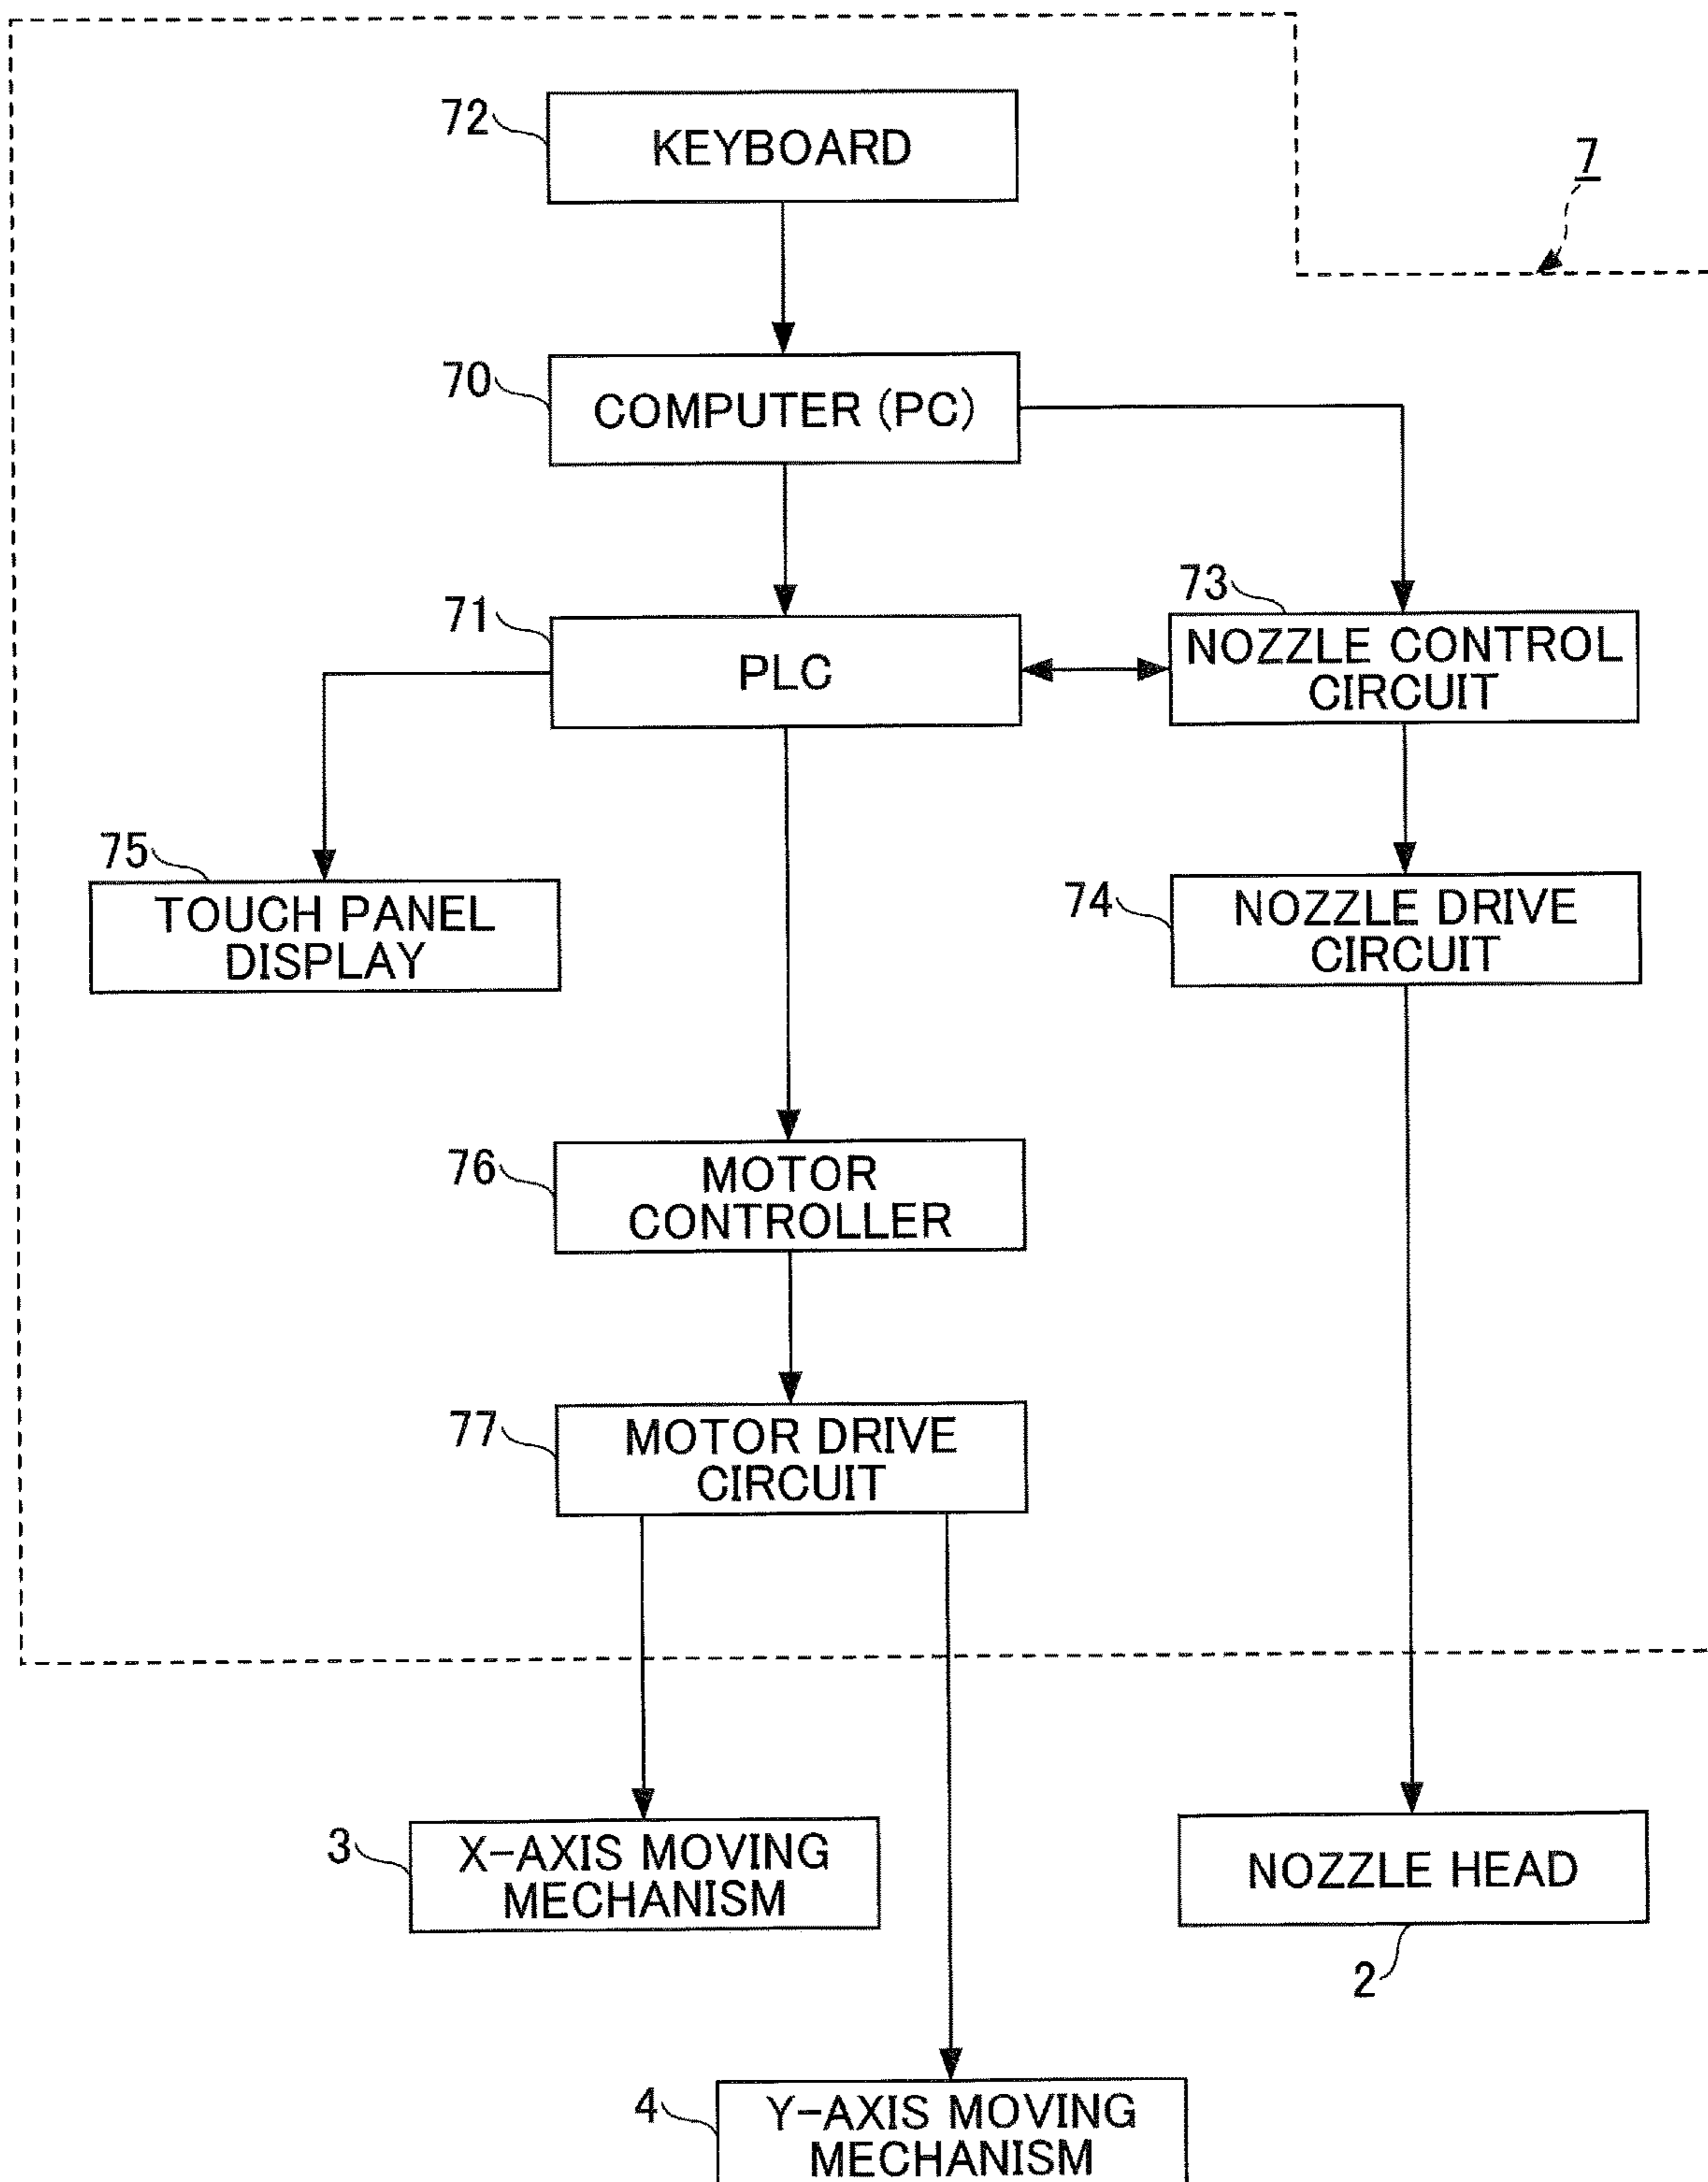 72
KEYBOARD
7
70
COMPUTER (PC)
71
PLC
73
NOZZLE CONTROL
CIRCUIT
75
TOUCH PANEL
DISPLAY
74
NOZZLE DRIVE
CIRCUIT
76
MOTOR
CONTROLLER
77
MOTOR DRIVE
CIRCUIT
3
X-AXIS MOVING
MECHANISM
NOZZLE HEAD
2
4
Y-AXIS MOVING
MECHANISM